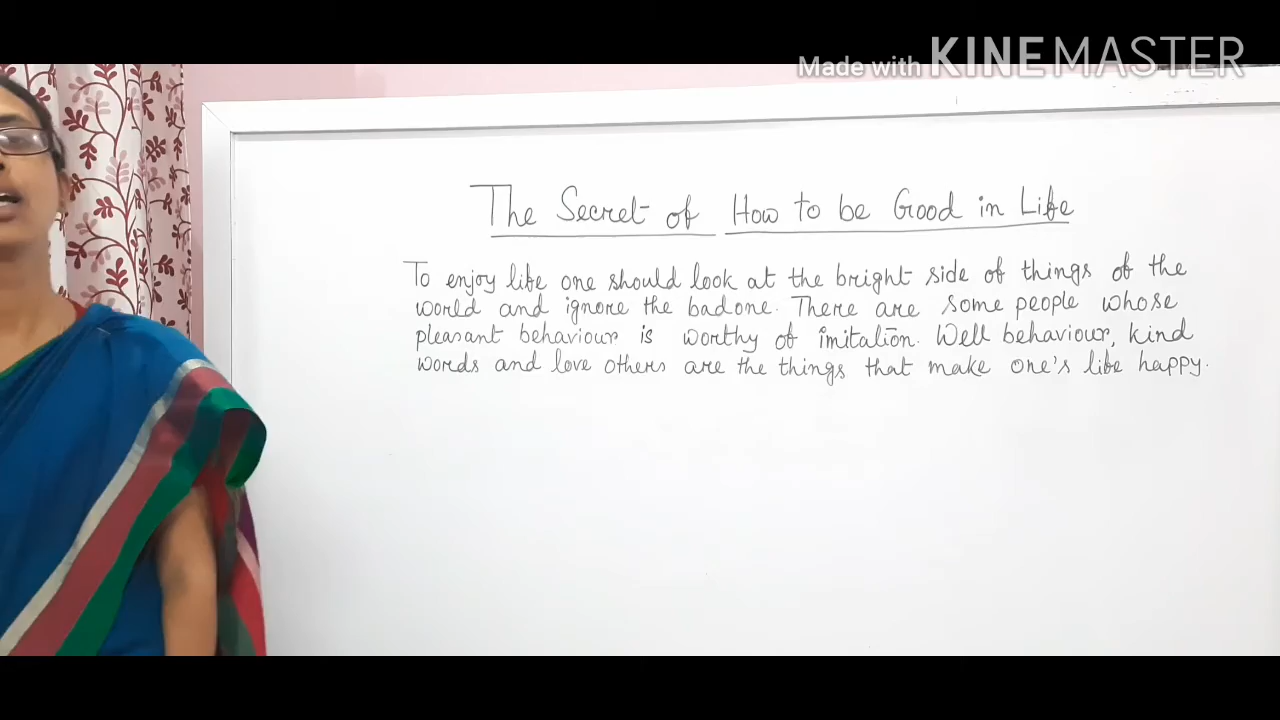 Made with KINEMASTER
The Secret of How to be Good in Life
To enjoy life one should look at the bright side of things of the
world and ignore the bad one. There are some people whose
pleasant behaviour is worthy of imitation. Well behaviour, kind
words and love others are the things that make one's life happy.